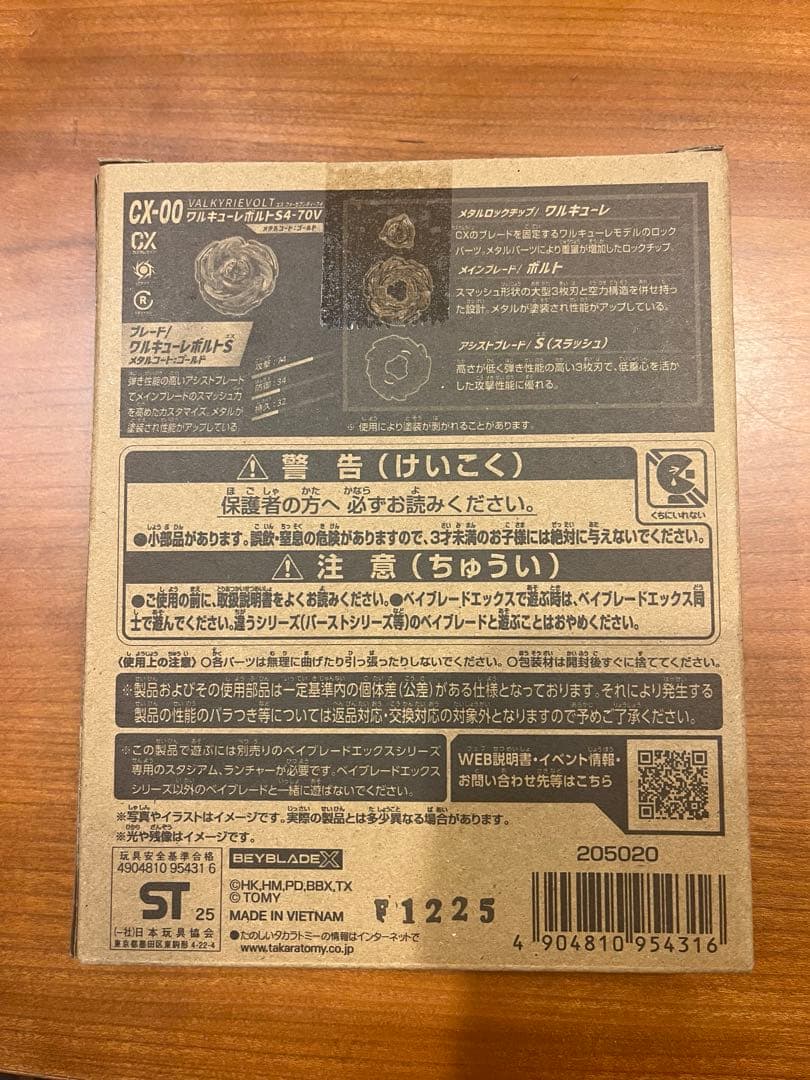 CX-00
VALKYRIEVOLT
ワルキューレボルトS4-70V
メタルコート:ゴールド
CX
R
ブレード/
ワルキューレボルトS
メタルコート:ゴールド
弾き性能の高いアシストブレード
でメインブレードのスマッシュ力
を高めたカスタマイズ。メタルが
塗装され性能がアップしている
攻撃:
防御:34
持久:32
メタルロックチップ/ ワルキューレ
CXのブレードを固定するワルキューレモデルのロック
パーツ。メタルパーツにより重量が増加したロックチップ。
メインブレード/ ボルト
スマッシュ形状の大型3枚刃と空力構造を併せ持っ
た設計。メタルが塗装され性能がアップしている。
アシストブレード/ S(スラッシュ)
高さが低く弾き性能の高い3枚刃で、低重心を活か
した攻撃性能に優れる。
※ 使用により塗装が剥がれることがあります。
⚠ 警告(けいこく)
保護者の方へ 必ずお読みください。
くちにいれない
●小部品があります。誤飲・窒息の危険がありますので、3才未満のお子様には絶対に与えないでください。
⚠ 注意(ちゅうい)
●ご使用の前に、取扱説明書をよくお読みください。●ベイブレードエックスで遊ぶ時は、ベイブレードエックス同
士で遊んでください。違うシリーズ(バーストシリーズ等)のベイブレードと遊ぶことはおやめください。
〈使用上の注意〉○各パーツは無理に曲げたり引っ張ったりしないでください。○包装材は開封後すぐに捨ててください。
※製品およびその使用部品は一定基準内の個体差(公差)がある仕様となっております。それにより発生する
製品の性能のバラつき等については返品対応・交換対応の対象外となりますので予めご了承ください。
※この製品で遊ぶには別売りのベイブレードエックスシリーズ
専用のスタジアム、ランチャーが必要です。ベイブレードエックス
シリーズ以外のベイブレードと一緒に遊ばないでください。
WEB説明書・イベント情報・
お問い合わせ先等はこちら
※写真やイラストはイメージです。実際の製品とは多少異なる場合があります。
※光や残像はイメージです。
玩具安全基準合格
4904810 95431 6
ST 25
(一社)日本玩具協会
東京都墨田区東駒形 4-22-4
BEYBLADE X
©HK,HM,PD,BBX,TX
© TOMY
MADE IN VIETNAM
F1225
●たのしいタカラトミーの情報はインターネットで
www.takaratomy.co.jp
205020
4 904810 954316